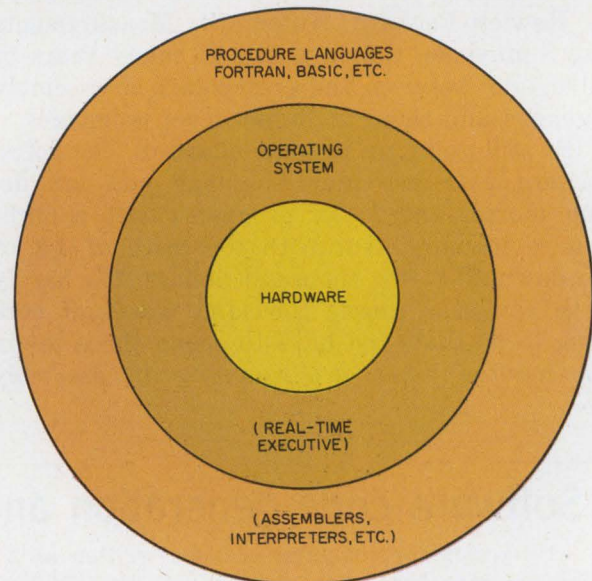 PROCEDURE LANGUAGES
FORTRAN, BASIC, ETC.
OPERATING
SYSTEM
HARDWARE
(REAL-TIME
EXECUTIVE)
(ASSEMBLERS,
INTERPRETERS, ETC.)